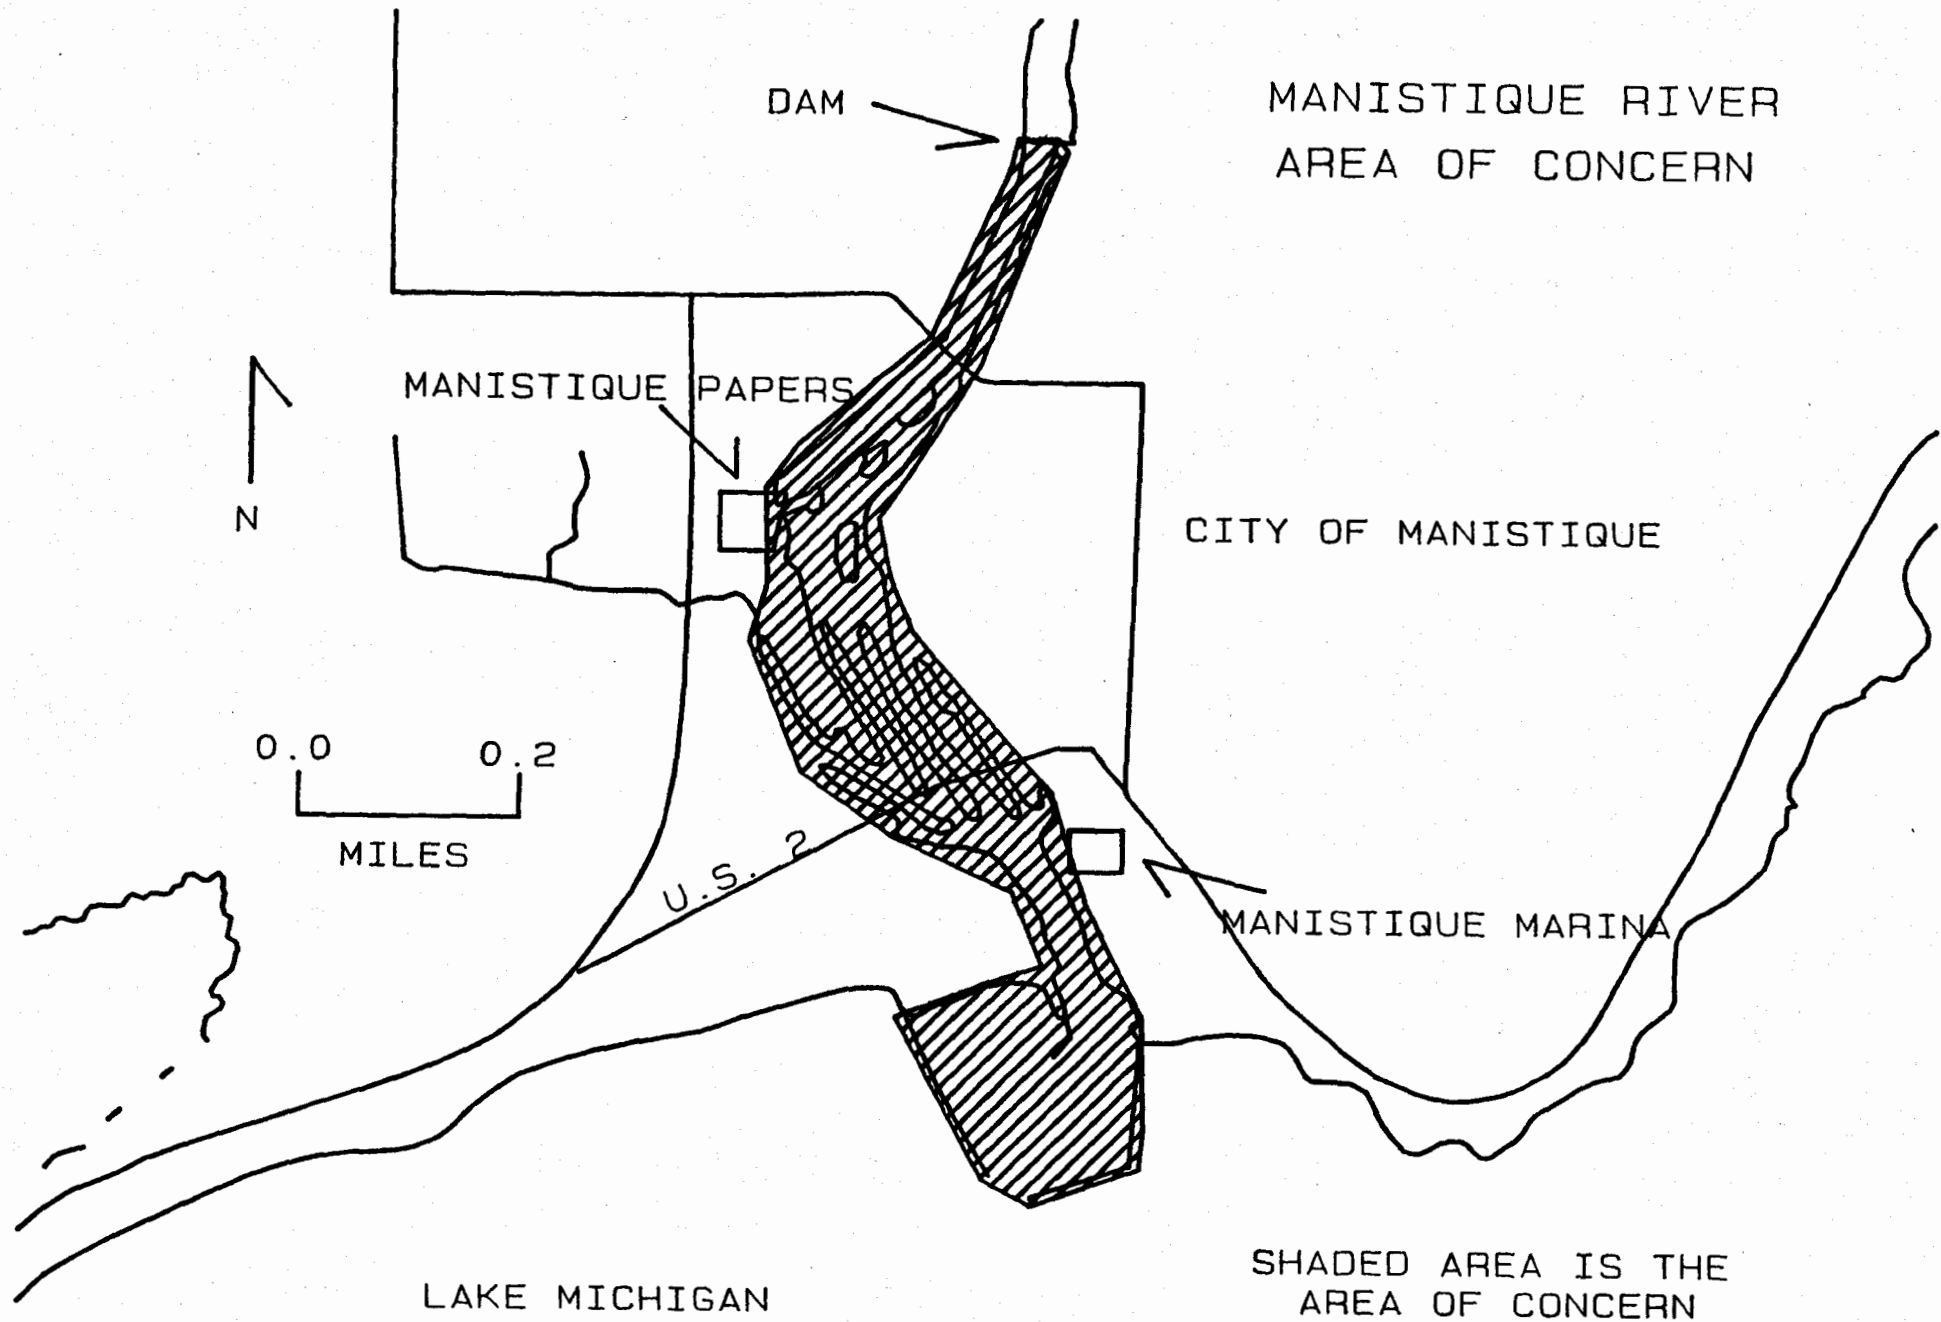 DAM
MANISTIQUE RIVER
AREA OF CONCERN
MANISTIQUE PAPERS
N
CITY OF MANISTIQUE
0.0 0.2
MILES
U.S. 2
MANISTIQUE MARINA
LAKE MICHIGAN
SHADED AREA IS THE
AREA OF CONCERN